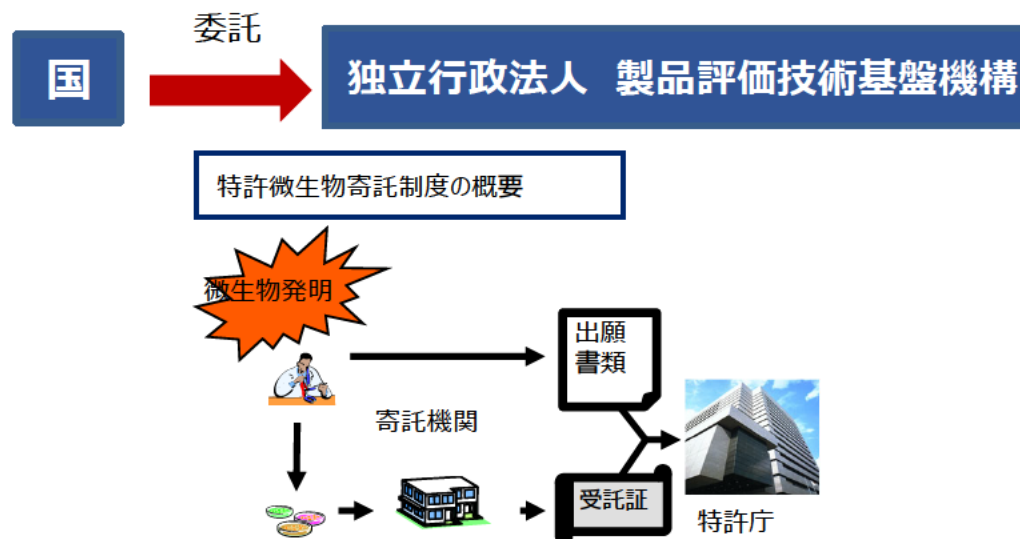 委託
国
独立行政法人 製品評価技術基盤機構
特許微生物寄託制度の概要
微生物発明
出願
書類
寄託機関
受託証
特許庁